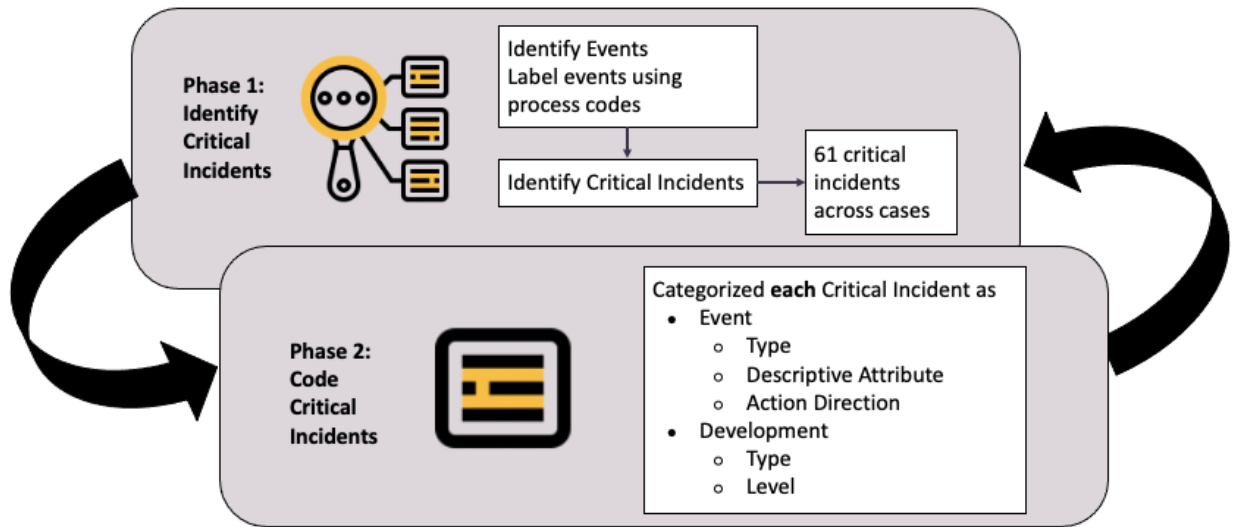 Phase 1:
Identify
Critical
Incidents
Identify Events
Label events using
process codes
Identify Critical Incidents
61 critical
incidents
across cases
Phase 2:
Code
Critical
Incidents
Categorized each Critical Incident as
● Event
○ Type
○ Descriptive Attribute
○ Action Direction
● Development
○ Type
○ Level